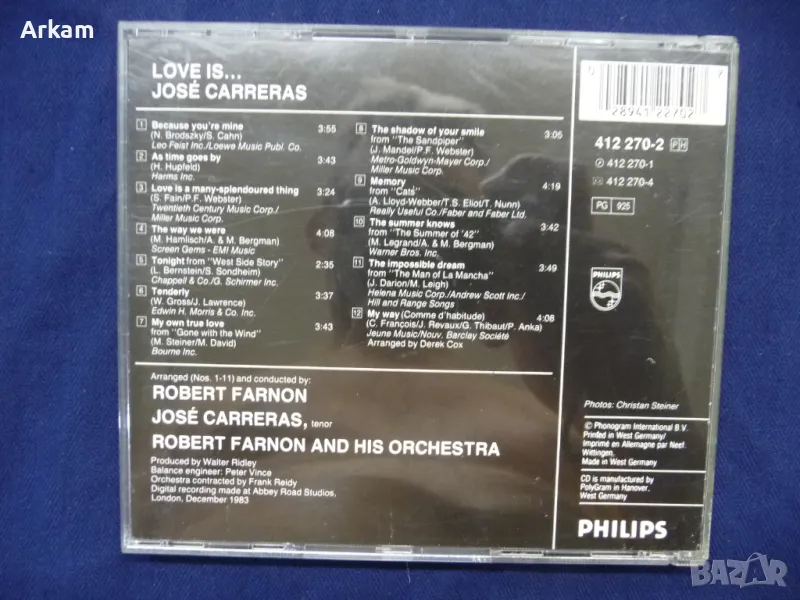 Arkam
LOVE IS...
JOSÉ CARRERAS
1 Because you're mine 3:55
(N. Brodszky/S. Cahn)
Leo Feist Inc./Loewe Music Publ. Co.
2 As time goes by 3:43
(H. Hupfeld)
Harms Inc.
3 Love is a many-splendoured thing 3:24
(S. Fain/P.F. Webster)
Twentieth Century Music Corp./
Miller Music Corp.
4 The way we were 4:08
(M. Hamlisch/A. & M. Bergman)
Screen Gems - EMI Music
5 Tonight from "West Side Story" 2:35
(L. Bernstein/S. Sondheim)
Chappell & Co./G. Schirmer Inc.
6 Tenderly 3:37
(W. Gross/J. Lawrence)
Edwin H. Morris & Co. Inc.
7 My own true love 3:43
from "Gone with the Wind"
(M. Steiner/M. David)
Bourne Inc.
8 The shadow of your smile 3:05
from "The Sandpiper"
(J. Mandel/P.F. Webster)
Metro-Goldwyn-Mayer Corp./
Miller Music Corp.
9 Memory 4:19
from "Cats"
(A. Lloyd-Webber/T.S. Eliot/T. Nunn)
Really Useful Co./Faber and Faber Ltd.
10 The summer knows 3:42
from "The Summer of '42"
(M. Legrand/A. & M. Bergman)
Warner Bros. Inc.
11 The impossible dream 3:49
from "The Man of La Mancha"
(J. Darion/M. Leigh)
Helena Music Corp./Andrew Scott Inc./
Hill and Range Songs
12 My way (Comme d'habitude) 4:08
(C. François/J. Revaux/G. Thibaut/P. Anka)
Jeune Music/Nouv. Barclay Société
Arranged by Derek Cox
Arranged (Nos. 1-11) and conducted by:
ROBERT FARNON
JOSÉ CARRERAS, tenor
ROBERT FARNON AND HIS ORCHESTRA
Produced by Walter Ridley
Balance engineer: Peter Vince
Orchestra contracted by Frank Reidy
Digital recording made at Abbey Road Studios,
London, December 1983
0 28941 22702
412 270-2 PH
412 270-1
412 270-4
PG 925
PHILIPS
Photos: Christian Steiner
℗ Phonogram International B.V.
Printed in West Germany/
Imprimé en Allemagne par Neef.
Wittingen.
Made in West Germany
CD is manufactured by
PolyGram in Hanover,
West Germany
PHILIPS
BAZAR